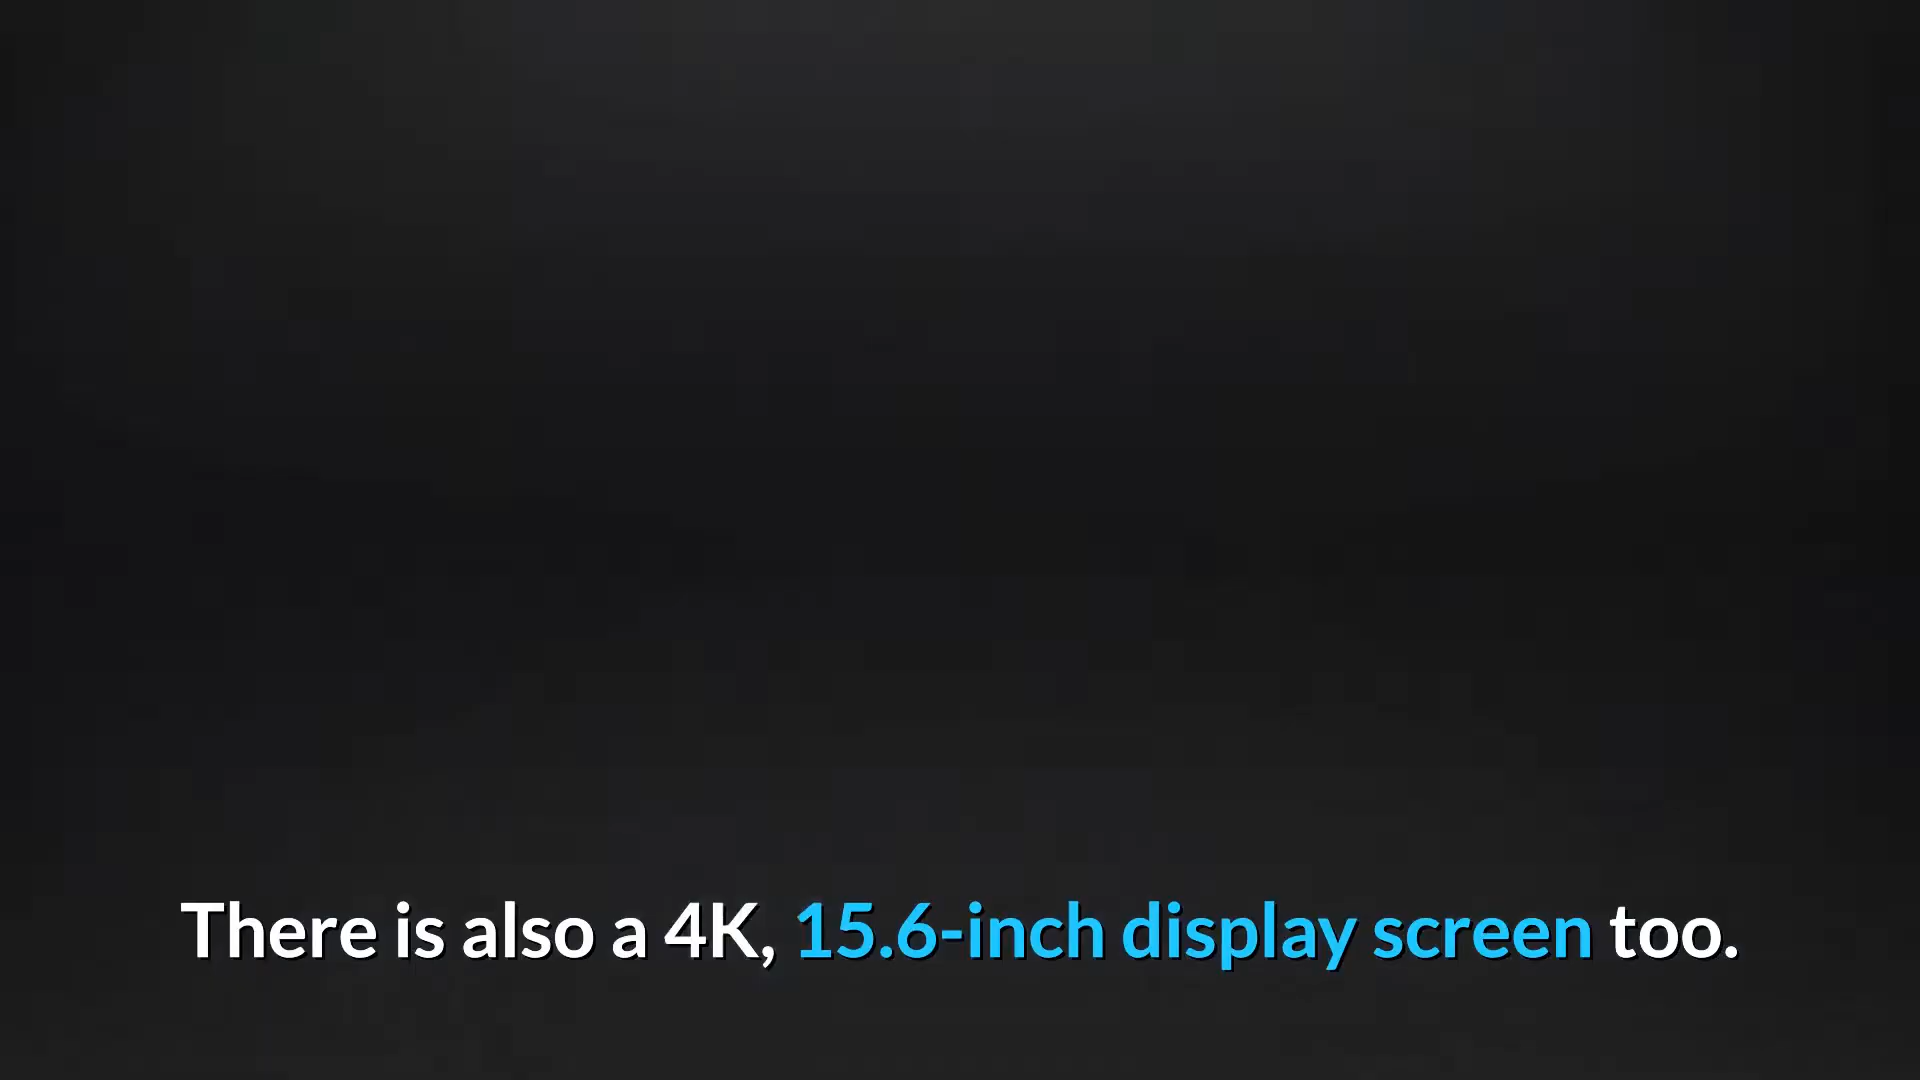 There is also a 4K, 15.6-inch display screen too.